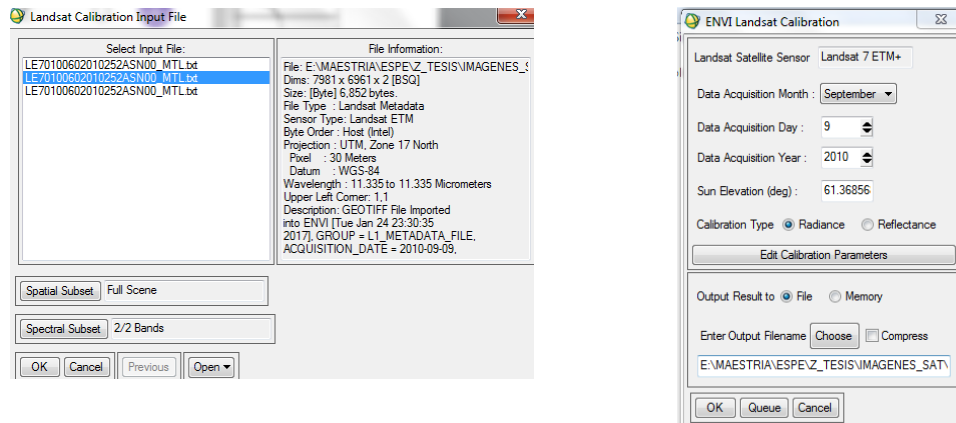 Landsat Calibration Input File
Select Input File:
LE70100602010252ASN00_MTL.txt
LE70100602010252ASN00_MTL.txt
LE70100602010252ASN00_MTL.txt
File Information:
File: E:\MAESTRIA\ESPE\Z_TESIS\IMAGENES_S
Dims: 7981 x 6961 x 2 [BSQ]
Size: [Byte] 6,852 bytes.
File Type : Landsat Metadata
Sensor Type: Landsat ETM
Byte Order : Host (Intel)
Projection : UTM, Zone 17 North
Pixel : 30 Meters
Datum : WGS-84
Wavelength : 11.335 to 11.335 Micrometers
Upper Left Corner: 1,1
Description: GEOTIFF File Imported
into ENVI [Tue Jan 24 23:30:35
2017], GROUP = L1_METADATA_FILE,
ACQUISITION_DATE = 2010-09-09,
Spatial Subset Full Scene
Spectral Subset 2/2 Bands
OK Cancel Previous Open
ENVI Landsat Calibration
Landsat Satellite Sensor Landsat 7 ETM+
Data Acquisition Month : September
Data Acquisition Day : 9
Data Acquisition Year : 2010
Sun Elevation (deg) : 61.36856
Calibration Type Radiance Reflectance
Edit Calibration Parameters
Output Result to File Memory
Enter Output Filename Choose Compress
E:\MAESTRIA\ESPE\Z_TESIS\IMAGENES_SAT\
OK Queue Cancel